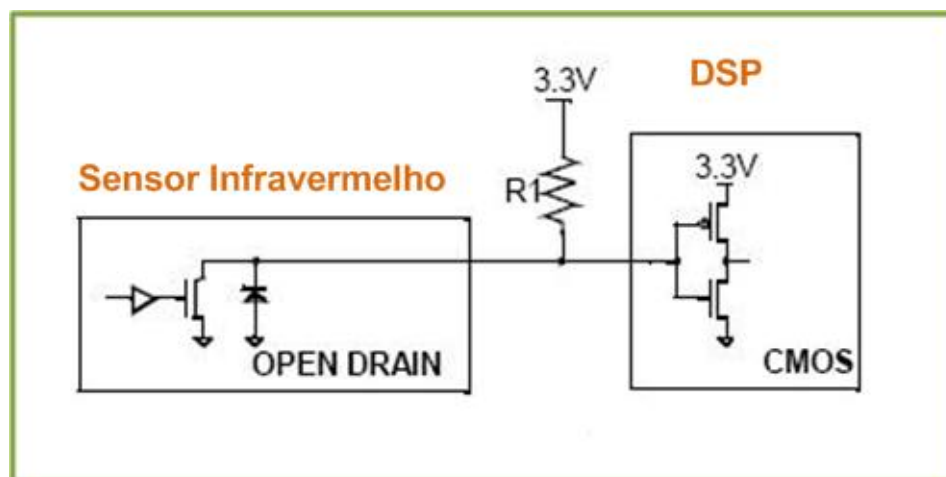 DSP
3.3V
3.3V
Sensor Infravermelho
R1
OPEN DRAIN
CMOS